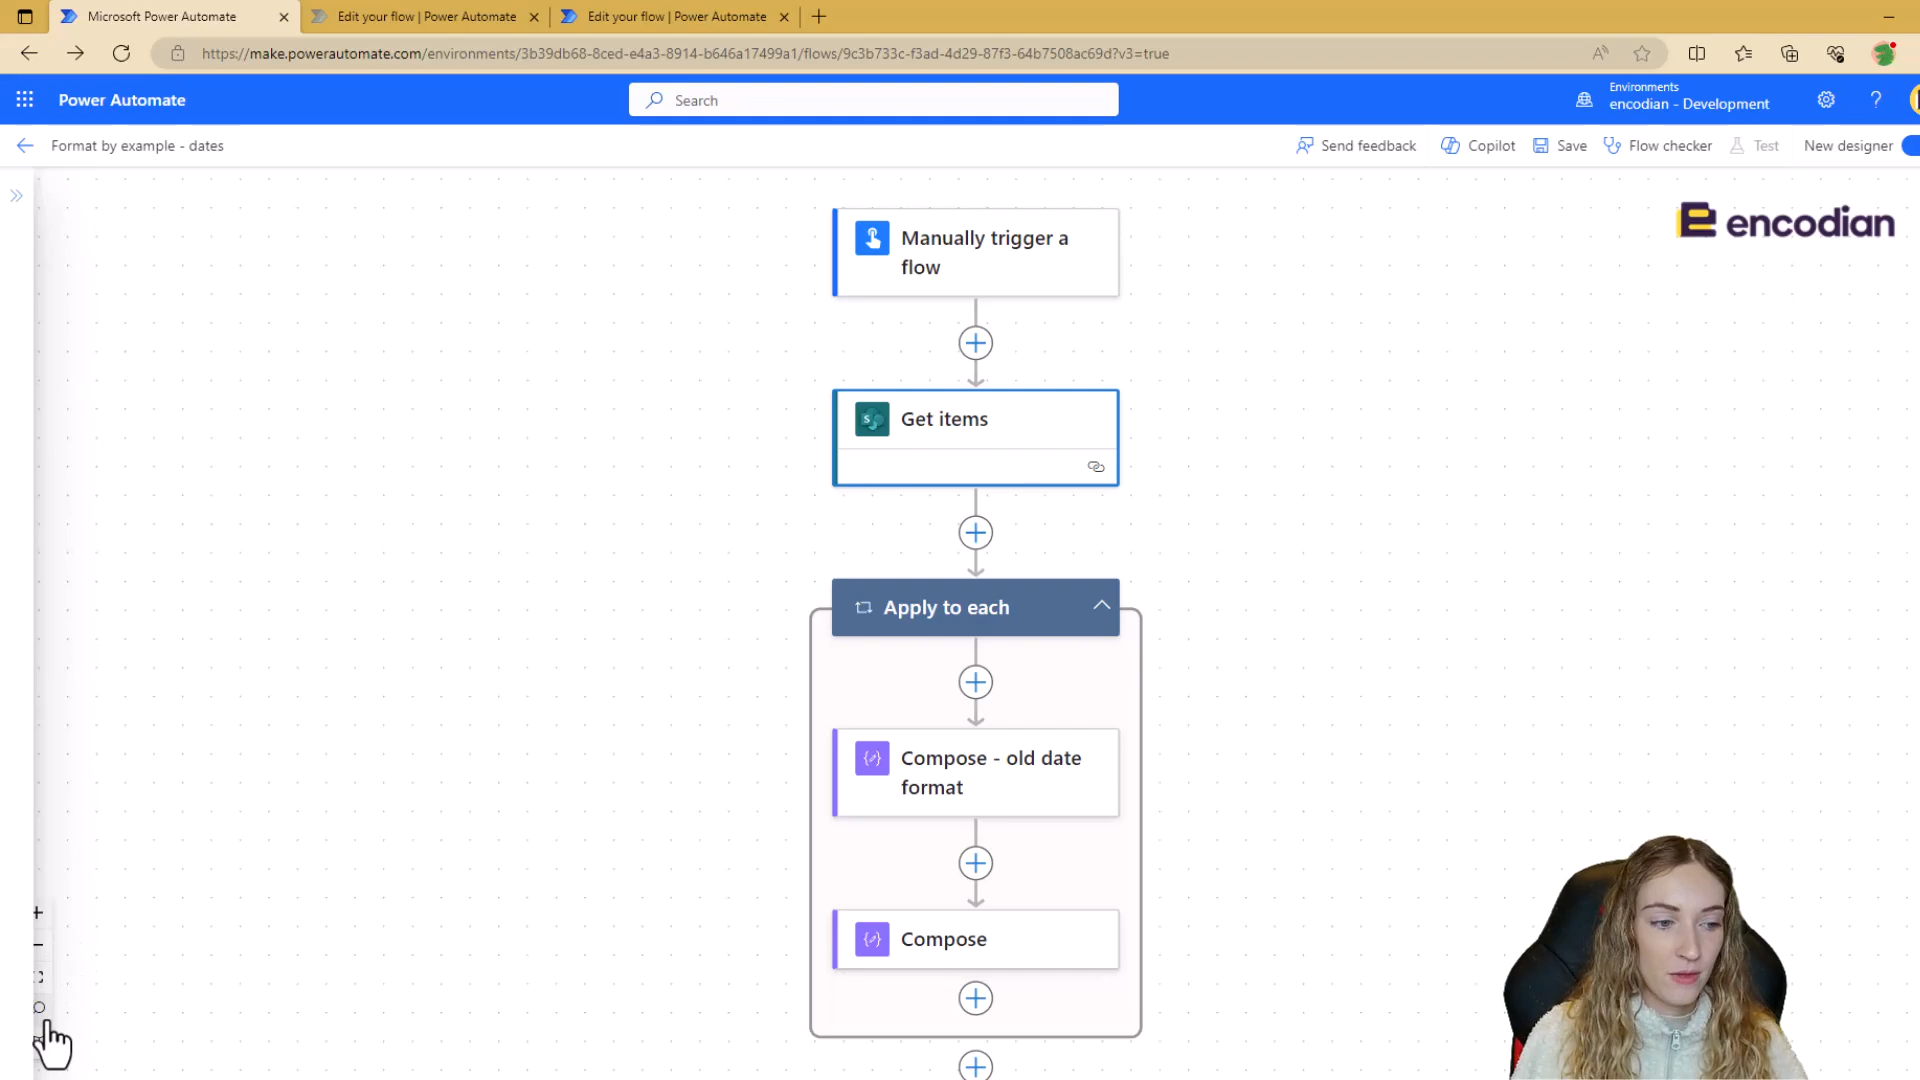 Microsoft Power Automate
Edit your flow | Power Automate
Edit your flow | Power Automate
https://make.powerautomate.com/environments/3b39db68-8ced-e4a3-8914-b646a17499a1/flows/9c3b733c-f3ad-4d29-87f3-64b7508ac69d?v3=true
Power Automate
Search
Environments
encodian - Development
Format by example - dates
Send feedback
Copilot
Save
Flow checker
Test
New designer
encodian
Manually trigger a
flow
Get items
Apply to each
Compose - old date
format
Compose